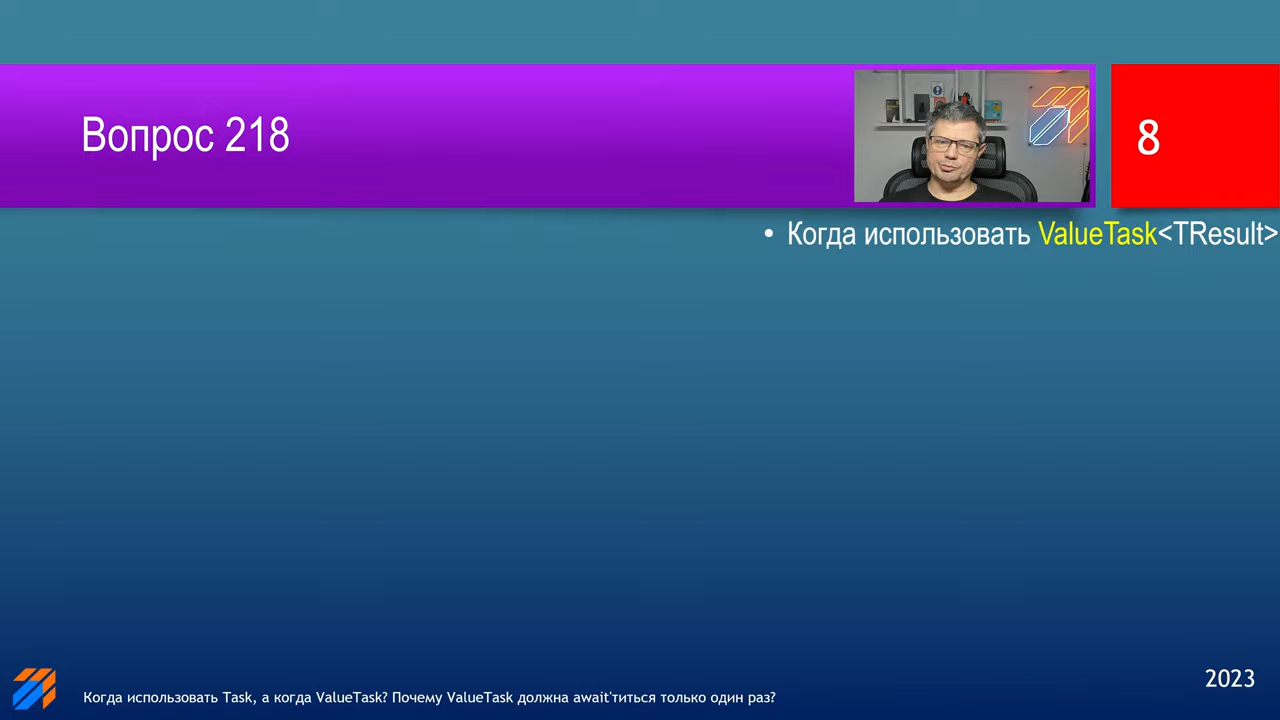 Вопрос 218
8
• Когда использовать ValueTask<TResult>
2023
Когда использовать Task, а когда ValueTask? Почему ValueTask должна await'титься только один раз?